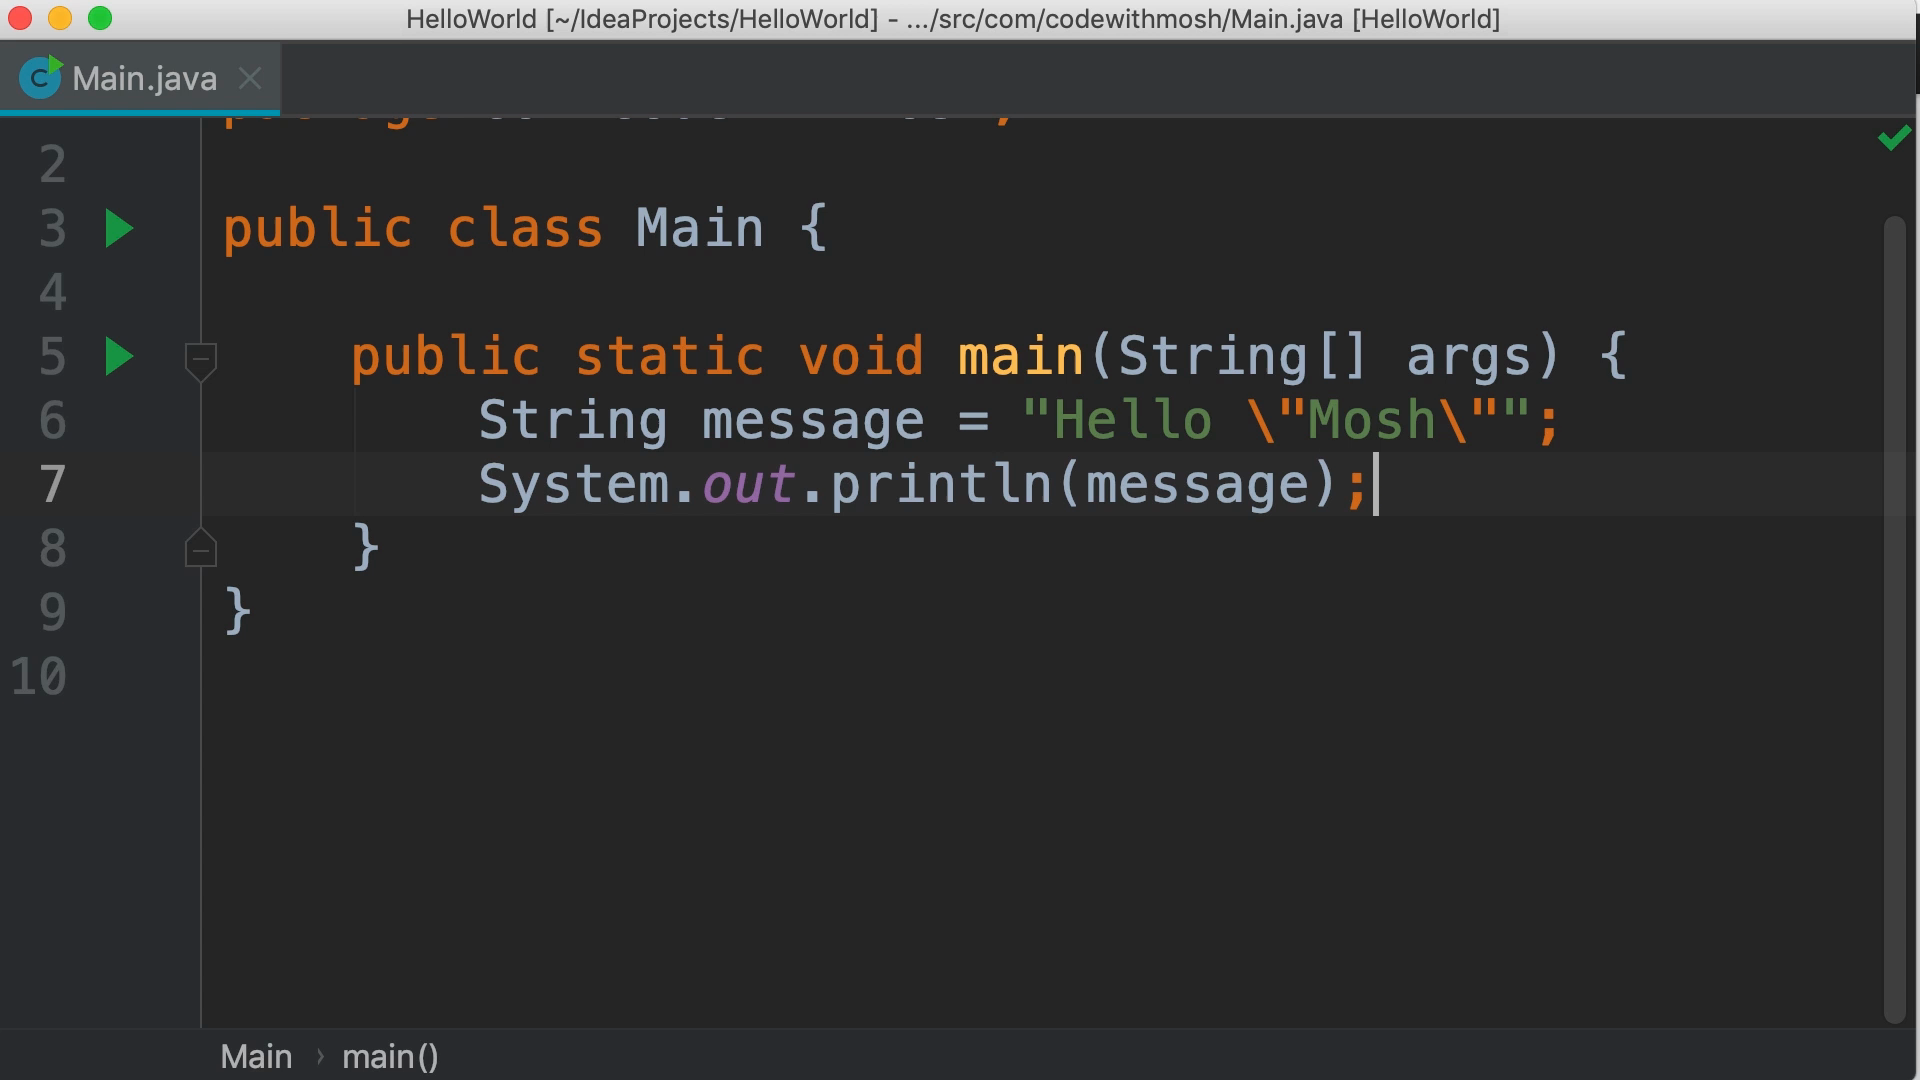 HelloWorld [~/IdeaProjects/HelloWorld] - .../src/com/codewithmosh/Main.java [HelloWorld]
Main.java
2
3 public class Main {
4
5 public static void main(String[] args) {
6 String message = "Hello \"Mosh\"";
7 System.out.println(message);
8 }
9 }
10
Main › main()